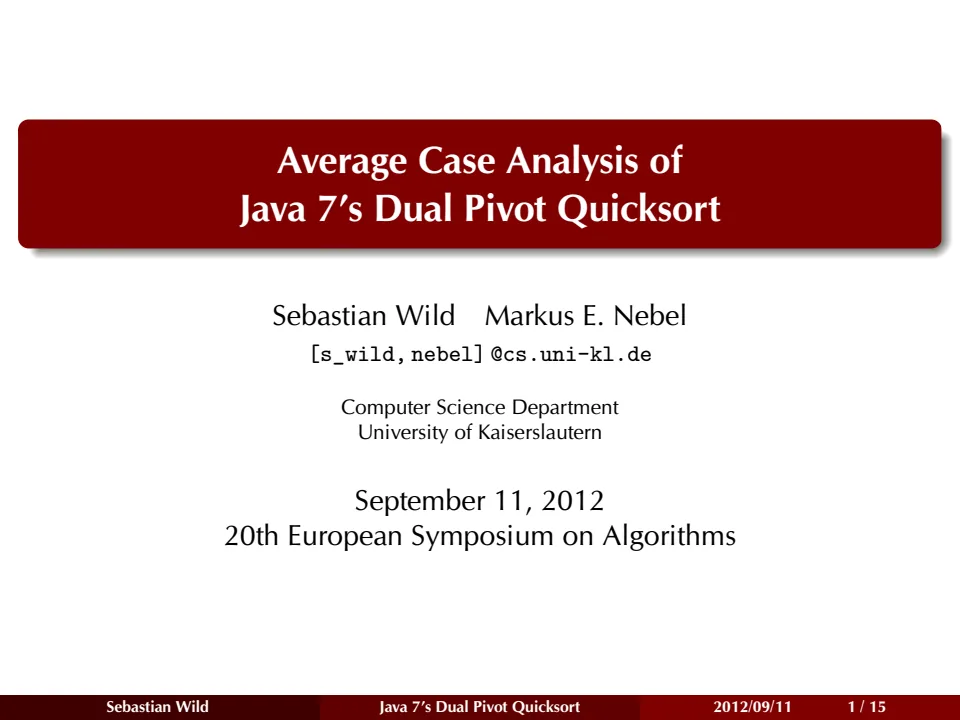 Average Case Analysis of
Java 7’s Dual Pivot Quicksort
Sebastian Wild Markus E. Nebel
[s_wild, nebel] @cs.uni-kl.de
Computer Science Department
University of Kaiserslautern
September 11, 2012
20th European Symposium on Algorithms
Sebastian Wild Java 7’s Dual Pivot Quicksort 2012/09/11 1 / 15